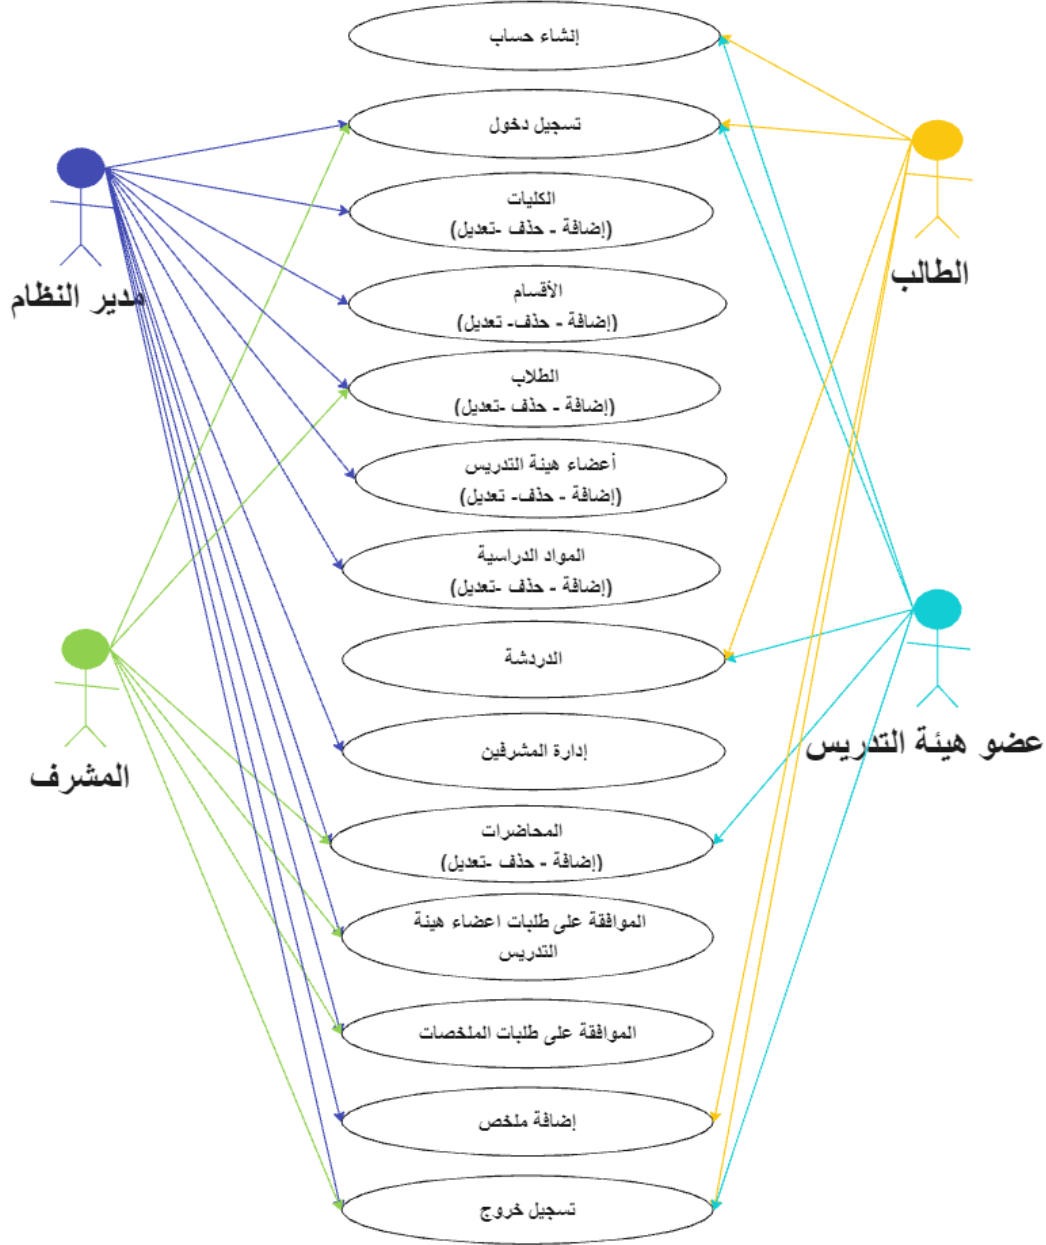 إنشاء حساب
تسجيل دخول
الكليات
(إضافة - حذف -تعديل)
الطالب
مدير النظام
الأقسام
(إضافة - حذف- تعديل)
الطلاب
(إضافة - حذف -تعديل)
أعضاء هيئة التدريس
(إضافة - حذف- تعديل)
المواد الدراسية
(إضافة - حذف -تعديل)
الدردشة
عضو هيئة التدريس
إدارة المشرفين
المشرف
المحاضرات
(إضافة - حذف -تعديل)
الموافقة على طلبات اعضاء هيئة
التدريس
الموافقة على طلبات الملخصات
إضافة ملخص
تسجيل خروج